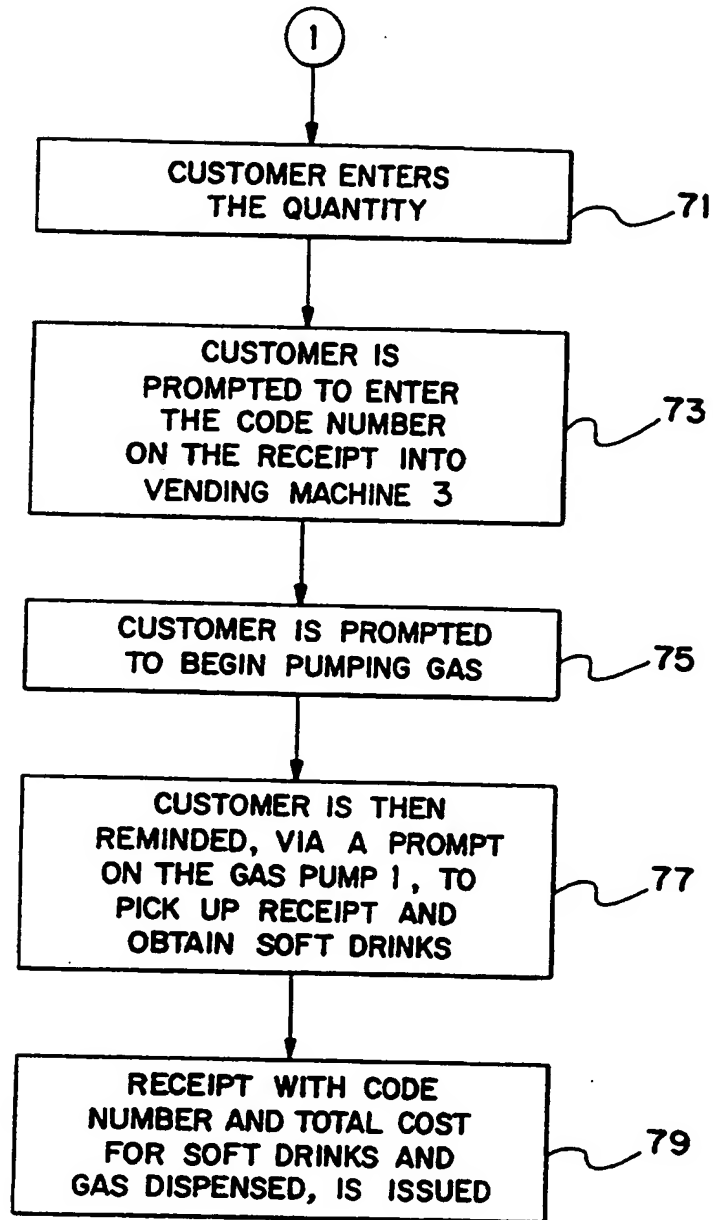 1
CUSTOMER ENTERS
THE QUANTITY
71
CUSTOMER IS
PROMPTED TO ENTER
THE CODE NUMBER
ON THE RECEIPT INTO
VENDING MACHINE 3
73
CUSTOMER IS PROMPTED
TO BEGIN PUMPING GAS
75
CUSTOMER IS THEN
REMINDED, VIA A PROMPT
ON THE GAS PUMP 1, TO
PICK UP RECEIPT AND
OBTAIN SOFT DRINKS
77
RECEIPT WITH CODE
NUMBER AND TOTAL COST
FOR SOFT DRINKS AND
GAS DISPENSED, IS ISSUED
79